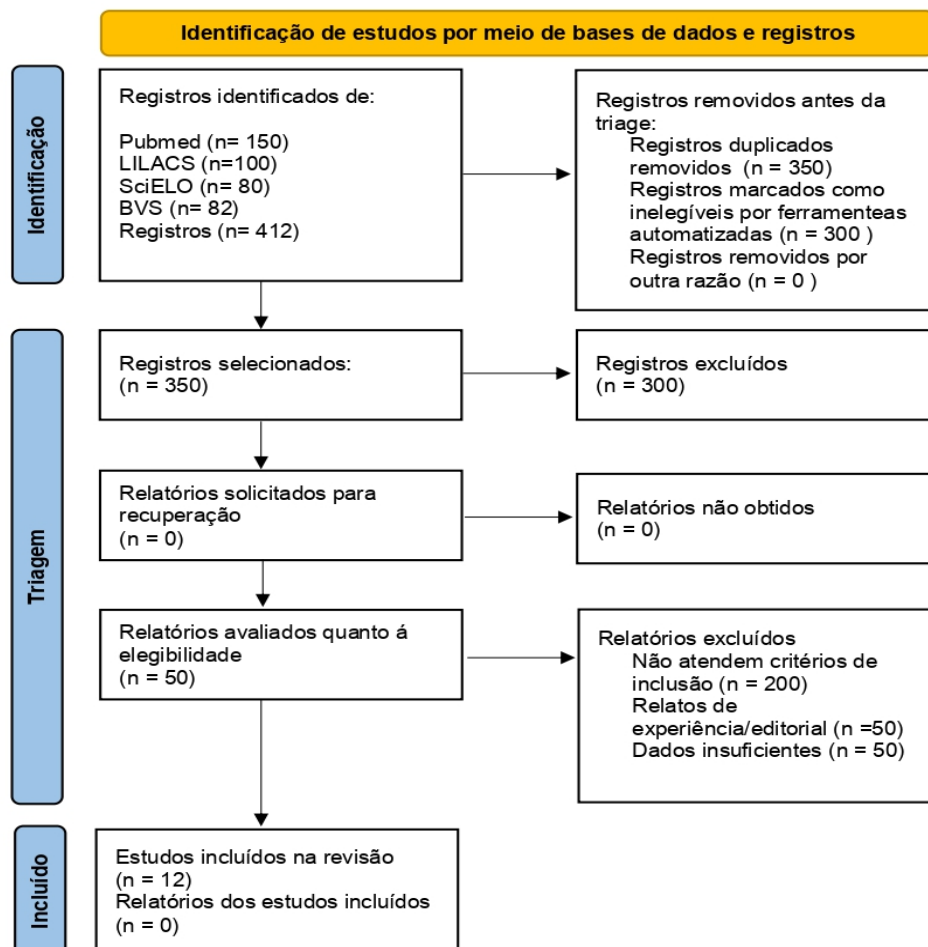 Identificação de estudos por meio de bases de dados e registros
Identificação
Registros identificados de:
Pubmed (n= 150)
LILACS (n=100)
SciELO (n= 80)
BVS (n= 82)
Registros (n= 412)
Registros removidos antes da
triage:
Registros duplicados
removidos (n = 350)
Registros marcados como
inelegíveis por ferramenteas
automatizadas (n = 300 )
Registros removidos por
outra razão (n = 0 )
Triagem
Registros selecionados:
(n = 350)
Registros excluídos
(n = 300)
Relatórios solicitados para
recuperação
(n = 0)
Relatórios não obtidos
(n = 0)
Relatórios avaliados quanto á
elegibilidade
(n = 50)
Relatórios excluídos
Não atendem critérios de
inclusão (n = 200)
Relatos de
experiência/editorial (n =50)
Dados insuficientes (n = 50)
Incluído
Estudos incluídos na revisão
(n = 12)
Relatórios dos estudos incluídos
(n = 0)